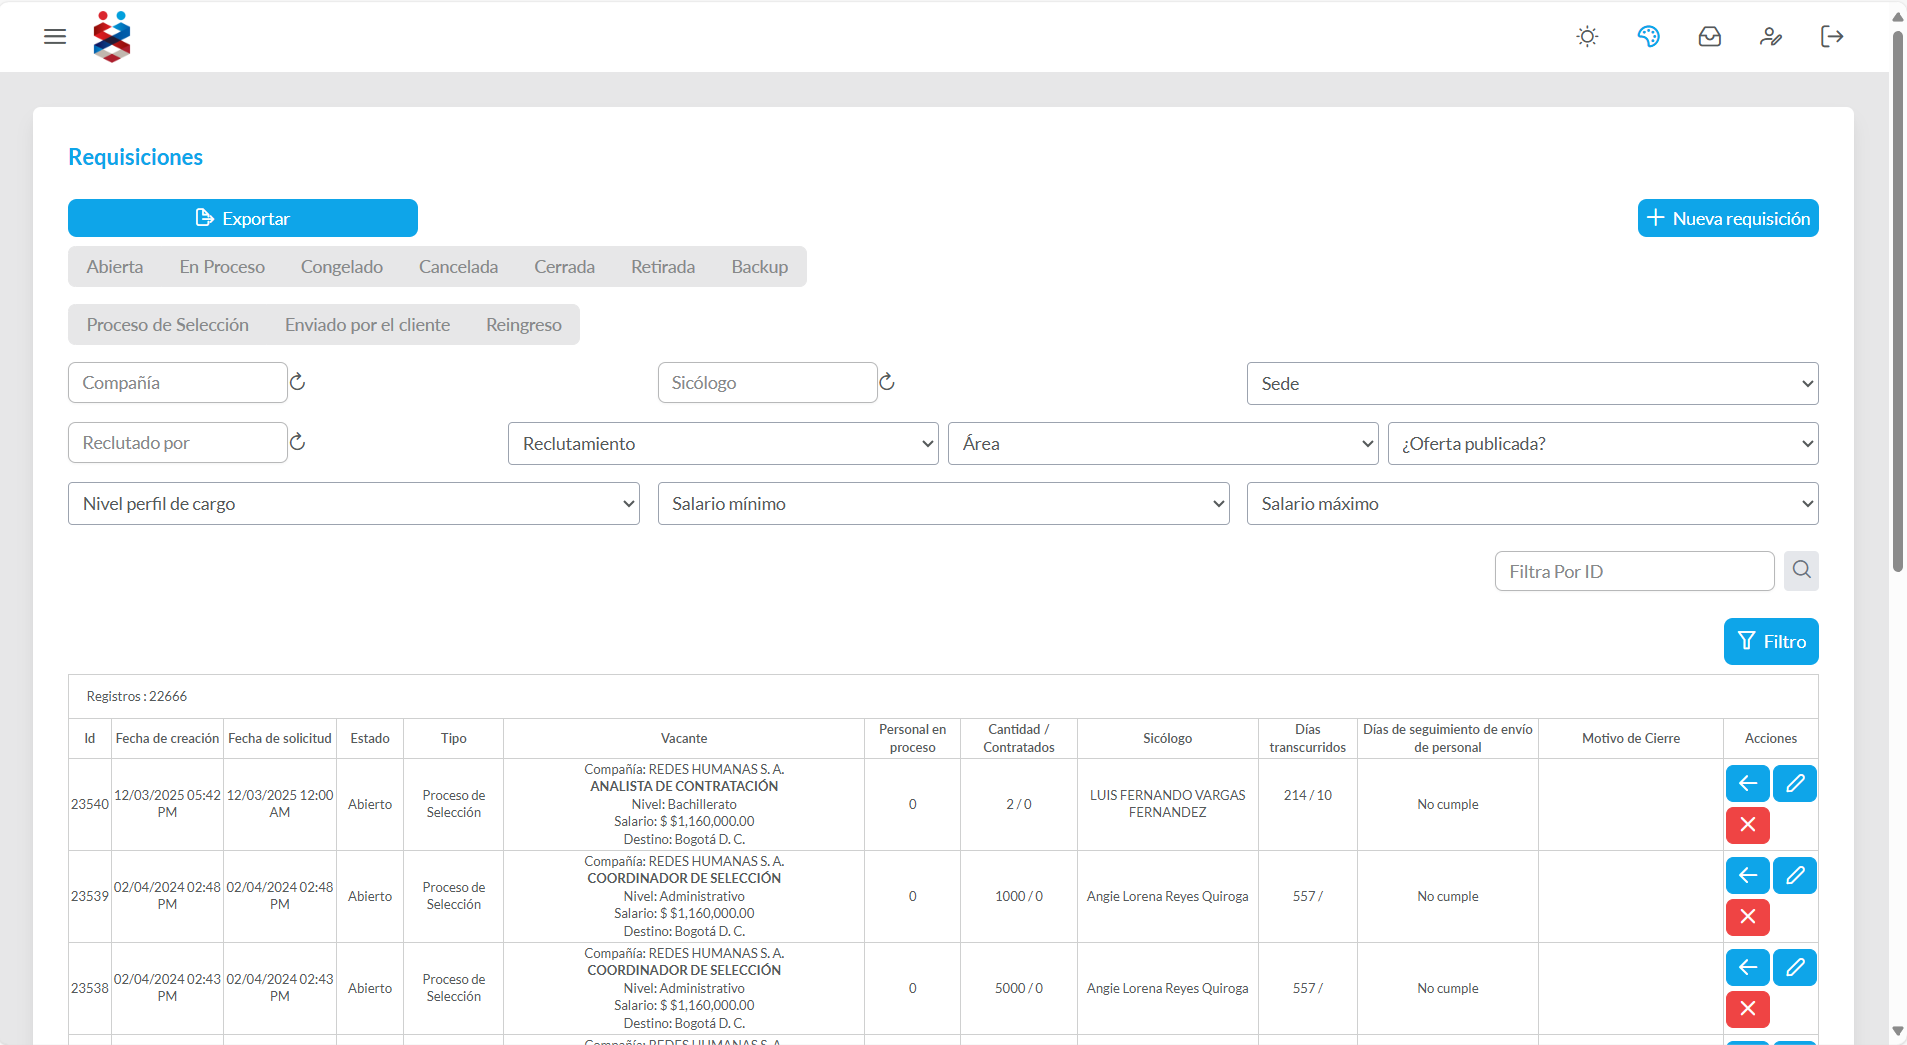 Requisiciones
Exportar
Nueva requisición
Abierta En Proceso Congelado Cancelada Cerrada Retirada Backup
Proceso de Selección Enviado por el cliente Reingreso
Compañía Sicólogo Sede
Reclutado por Reclutamiento Área ¿Oferta publicada?
Nivel perfil de cargo Salario mínimo Salario máximo
Filtra Por ID
Filtro
Registros : 22666
Id Fecha de creación Fecha de solicitud Estado Tipo Vacante Personal en proceso Cantidad / Contratados Sicólogo Días transcurridos Días de seguimiento de envío de personal Motivo de Cierre Acciones
23540 12/03/2025 05:42 PM 12/03/2025 12:00 AM Abierto Proceso de Selección
Compañía: REDES HUMANAS S. A.
ANALISTA DE CONTRATACIÓN
Nivel: Bachillerato
Salario: $ $1,160,000.00
Destino: Bogotá D. C.
0 2 / 0 LUIS FERNANDO VARGAS FERNANDEZ 214 / 10 No cumple
23539 02/04/2024 02:48 PM 02/04/2024 02:48 PM Abierto Proceso de Selección
Compañía: REDES HUMANAS S. A.
COORDINADOR DE SELECCIÓN
Nivel: Administrativo
Salario: $ $1,160,000.00
Destino: Bogotá D. C.
0 1000 / 0 Angie Lorena Reyes Quiroga 557 / No cumple
23538 02/04/2024 02:43 PM 02/04/2024 02:43 PM Abierto Proceso de Selección
Compañía: REDES HUMANAS S. A.
COORDINADOR DE SELECCIÓN
Nivel: Administrativo
Salario: $ $1,160,000.00
Destino: Bogotá D. C.
0 5000 / 0 Angie Lorena Reyes Quiroga 557 / No cumple
Compañía: REDES HUMANAS S. A.